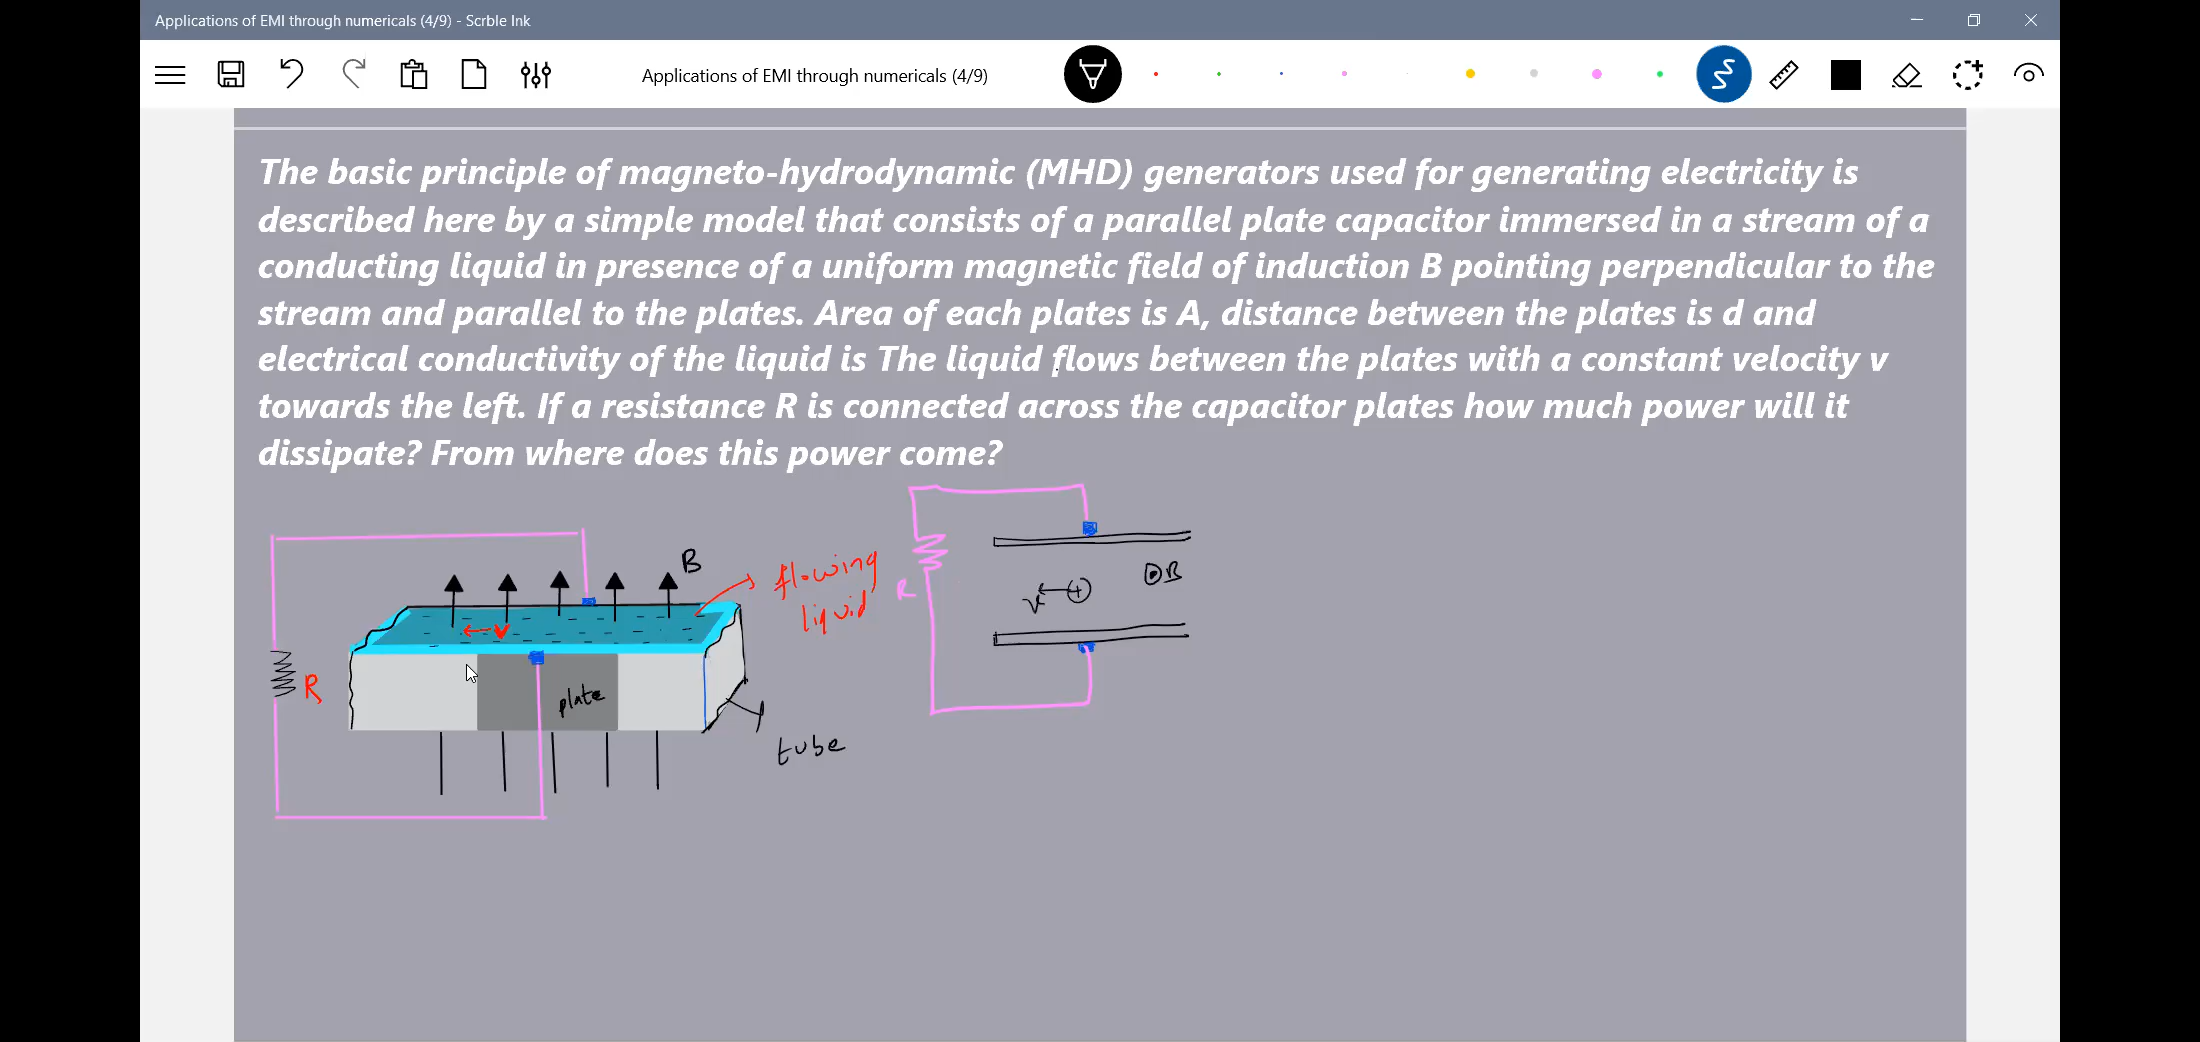 Applications of EMI through numericals (4/9) - Scrble Ink
Applications of EMI through numericals (4/9)
The basic principle of magneto-hydrodynamic (MHD) generators used for generating electricity is
described here by a simple model that consists of a parallel plate capacitor immersed in a stream of a
conducting liquid in presence of a uniform magnetic field of induction B pointing perpendicular to the
stream and parallel to the plates. Area of each plates is A, distance between the plates is d and
electrical conductivity of the liquid is The liquid flows between the plates with a constant velocity v
towards the left. If a resistance R is connected across the capacitor plates how much power will it
dissipate? From where does this power come?
B
flowing
liquid
v
R
plate
tube
R
B
v
+